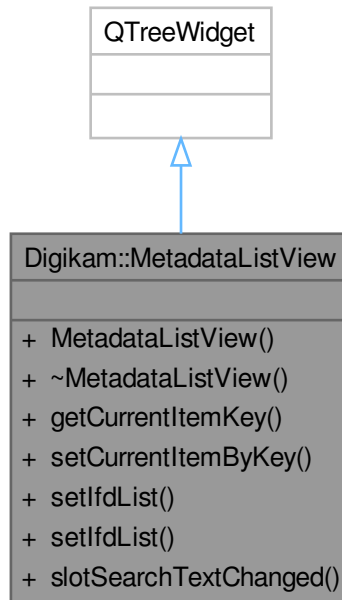 QTreeWidget
Digikam::MetadataListView
+ MetadataListView()
+ ~MetadataListView()
+ getCurrentItemKey()
+ setCurrentItemByKey()
+ setIfdList()
+ setIfdList()
+ slotSearchTextChanged()